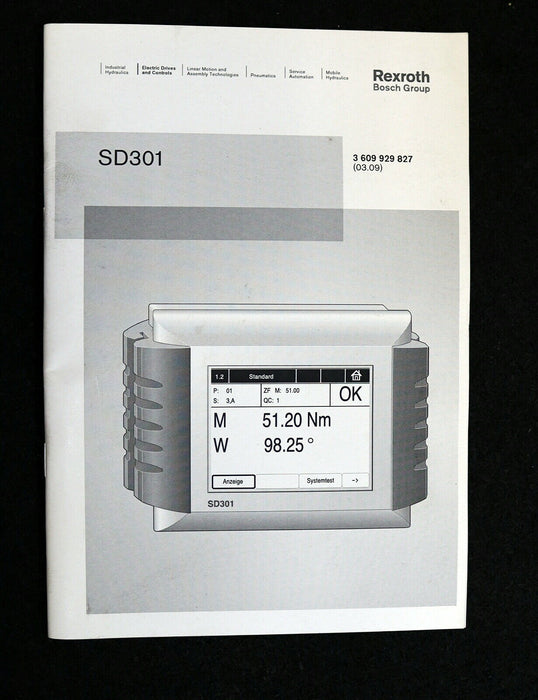 Industrial
Hydraulics
Electric Drives
and Controls
Linear Motion and
Assembly Technologies
Pneumatics
Service
Automation
Mobile
Hydraulics
Rexroth
Bosch Group
SD301
3 609 929 827
(03.09)
1.2 Standard
P: 01 ZF M: 51.00
S: 3,A QC: 1
OK
M 51.20 Nm
W 98.25 °
Anzeige Systemtest ->
SD301